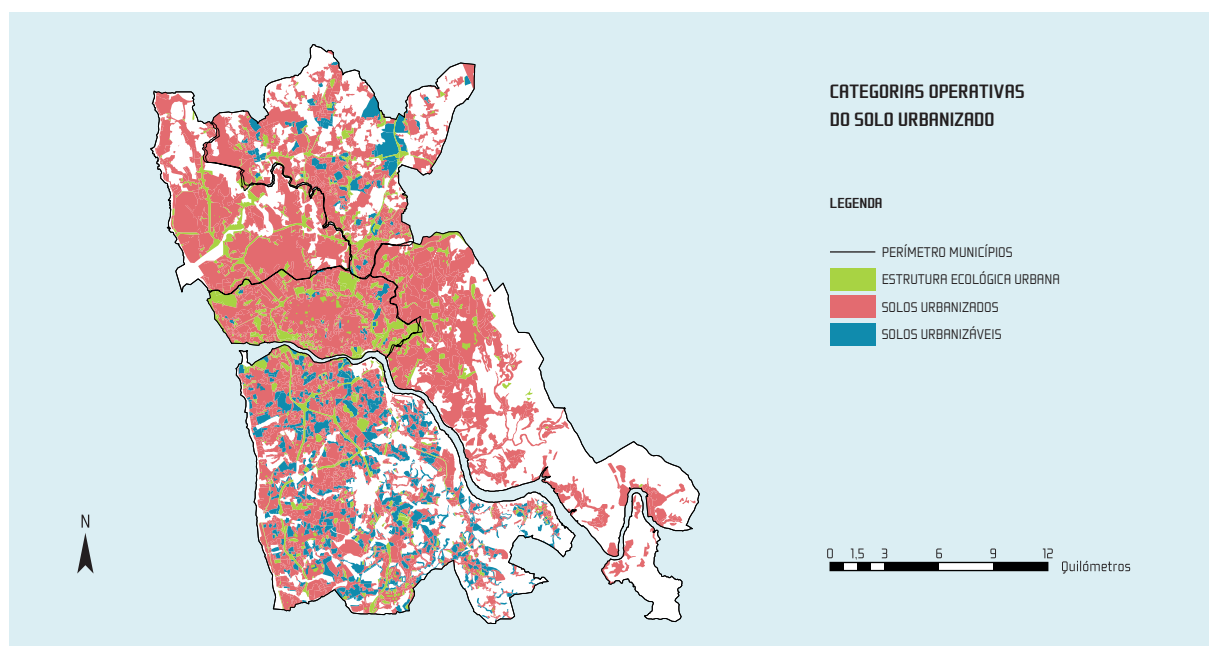 CATEGORIAS OPERATIVAS
DO SOLO URBANIZADO
LEGENDA
PERÍMETRO MUNICÍPIOS
ESTRUTURA ECOLÓGICA URBANA
SOLOS URBANIZADOS
SOLOS URBANIZÁVEIS
N
0 1,5 3 6 9 12
Quilómetros